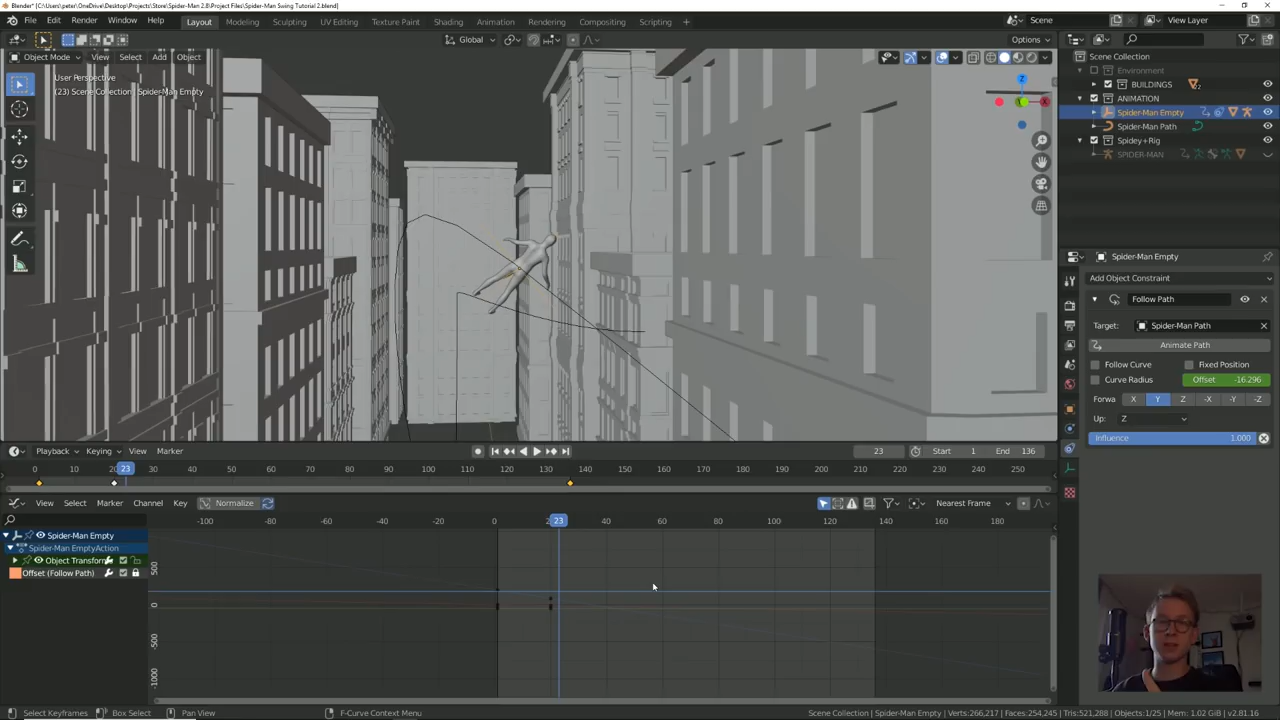 Blender* [C:\Users\peter\OneDrive\Desktop\Projects\Store\Spider-Man 2.8\Project Files\Spider-Man Swing Tutorial 2.blend]
File Edit Render Window Help Layout Modeling Sculpting UV Editing Texture Paint Shading Animation Rendering Compositing Scripting + Scene View Layer
Global Options
Object Mode View Select Add Object
User Perspective
(23) Scene Collection | Spider-Man Empty
Z
X
Scene Collection
Environment
BUILDINGS
ANIMATION
Spider-Man Empty
Spider-Man Path
Spidey+Rig
SPIDER-MAN
Spider-Man Empty
Add Object Constraint
Follow Path
Target: Spider-Man Path
Animate Path
Follow Curve Fixed Position
Curve Radius Offset -16.296
Forwa X Y Z -X -Y -Z
Up: Z
Influence 1.000
Playback Keying View Marker 23 Start 1 End 136
0 10 20 23 30 40 50 60 70 80 90 100 110 120 130 140 150 160 170 180 190 200 210 220 230 240 250
View Select Marker Channel Key Normalize Nearest Frame
-100 -80 -60 -40 -20 0 23 40 60 80 100 120 140 160 180
Spider-Man Empty
Spider-Man EmptyAction
Object Transform
Offset (Follow Path)
500
0
-500
-1000
Select Keyframes Box Select Pan View F-Curve Context Menu Scene Collection | Spider-Man Empty Verts:266,217 | Faces:254,245 | Tris:521,288 | Objects:1/25 | Mem: 1.02 GiB | v2.81.16